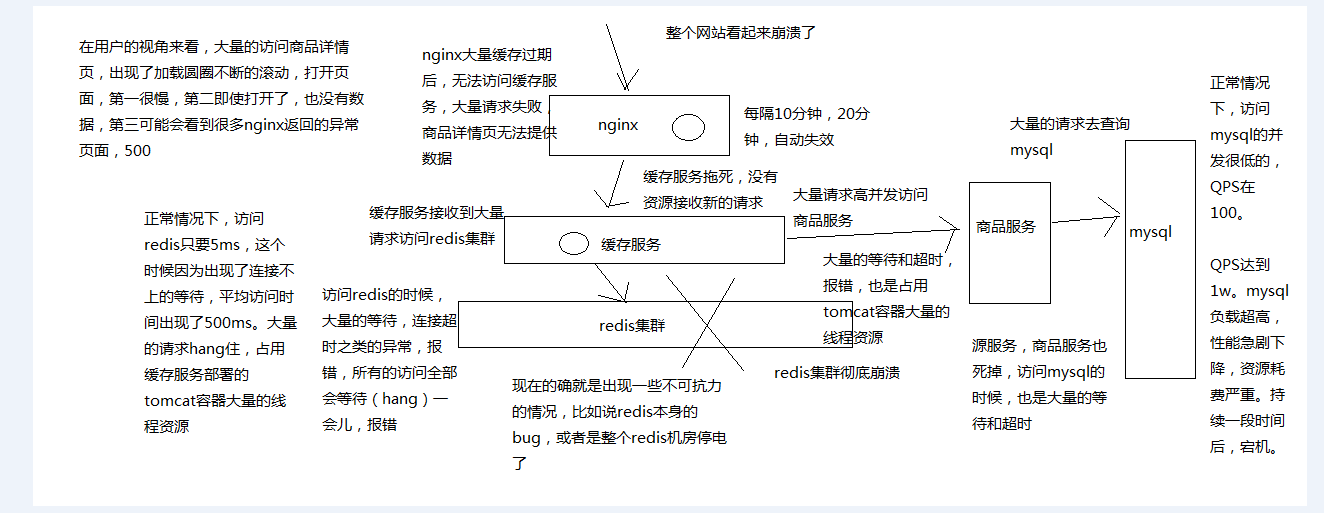 整个网站看起来崩溃了
在用户的视角来看，大量的访问商品详情
页，出现了加载圆圈不断的滚动，打开页
面，第一很慢，第二即使打开了，也没有数
据，第三可能会看到很多nginx返回的异常
页面，500
nginx大量缓存过期
后，无法访问缓存服
务，大量请求失败，
商品详情页无法提供
数据
nginx
每隔10分钟，20分
钟，自动失效
缓存服务拖死，没有
资源接收新的请求
缓存服务接收到大量
请求访问redis集群
缓存服务
大量请求高并发访问
商品服务
大量的等待和超时，
报错，也是占用
tomcat容器大量的
线程资源
商品服务
大量的请求去查询
mysql
mysql
正常情况
下，访问
mysql的并
发很低的，
QPS在
100。
QPS达到
1w。mysql
负载超高，
性能急剧下
降，资源耗
费严重。持
续一段时间
后，宕机。
正常情况下，访问
redis只要5ms，这个
时候因为出现了连接不
上的等待，平均访问时
间出现了500ms。大量
的请求hang住，占用
缓存服务部署的
tomcat容器大量的线
程资源
访问redis的时候，
大量的等待，连接超
时之类的异常，报
错，所有的访问全部
会等待（hang）一
会儿，报错
redis集群
redis集群彻底崩溃
现在的确就是出现一些不可抗力
的情况，比如说redis本身的
bug，或者是整个redis机房停电
了
源服务，商品服务也
死掉，访问mysql的
时候，也是大量的等
待和超时